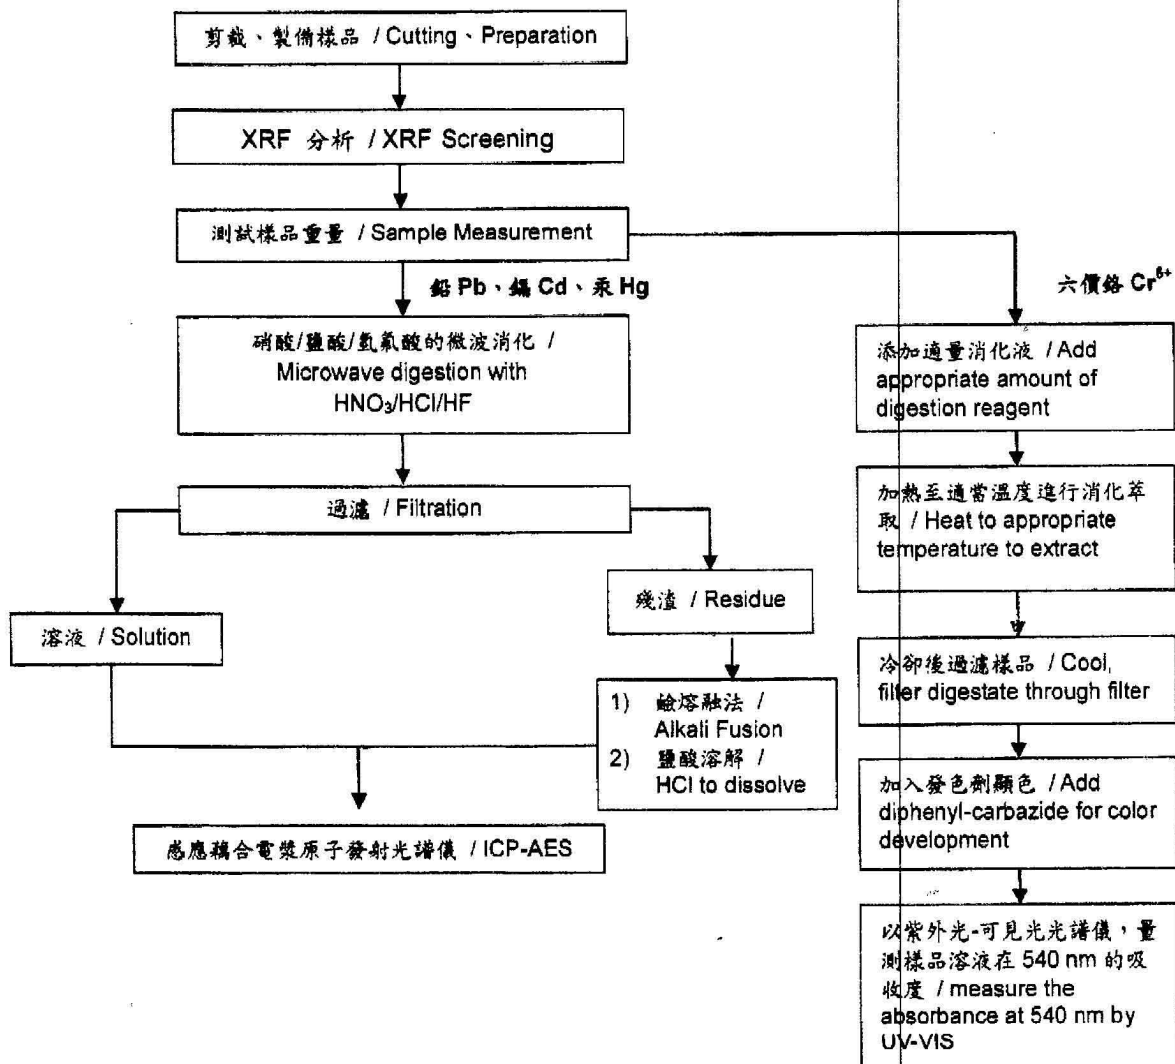 剪裁、製備樣品 / Cutting、Preparation
XRF 分析 / XRF Screening
測試樣品重量 / Sample Measurement
鉛 Pb、鎘 Cd、汞 Hg
硝酸/鹽酸/氫氟酸的微波消化 /
Microwave digestion with
HNO₃/HCl/HF
過濾 / Filtration
溶液 / Solution
殘渣 / Residue
1) 鹼熔融法 /
Alkali Fusion
2) 鹽酸溶解 /
HCl to dissolve
感應耦合電漿原子發射光譜儀 / ICP-AES
六價鉻 Cr⁶⁺
添加適量消化液 / Add
appropriate amount of
digestion reagent
加熱至適當溫度進行消化萃
取 / Heat to appropriate
temperature to extract
冷卻後過濾樣品 / Cool,
filter digestate through filter
加入發色劑顯色 / Add
diphenyl-carbazide for color
development
以紫外光-可見光光譜儀，量
測樣品溶液在 540 nm 的吸
收度 / measure the
absorbance at 540 nm by
UV-VIS